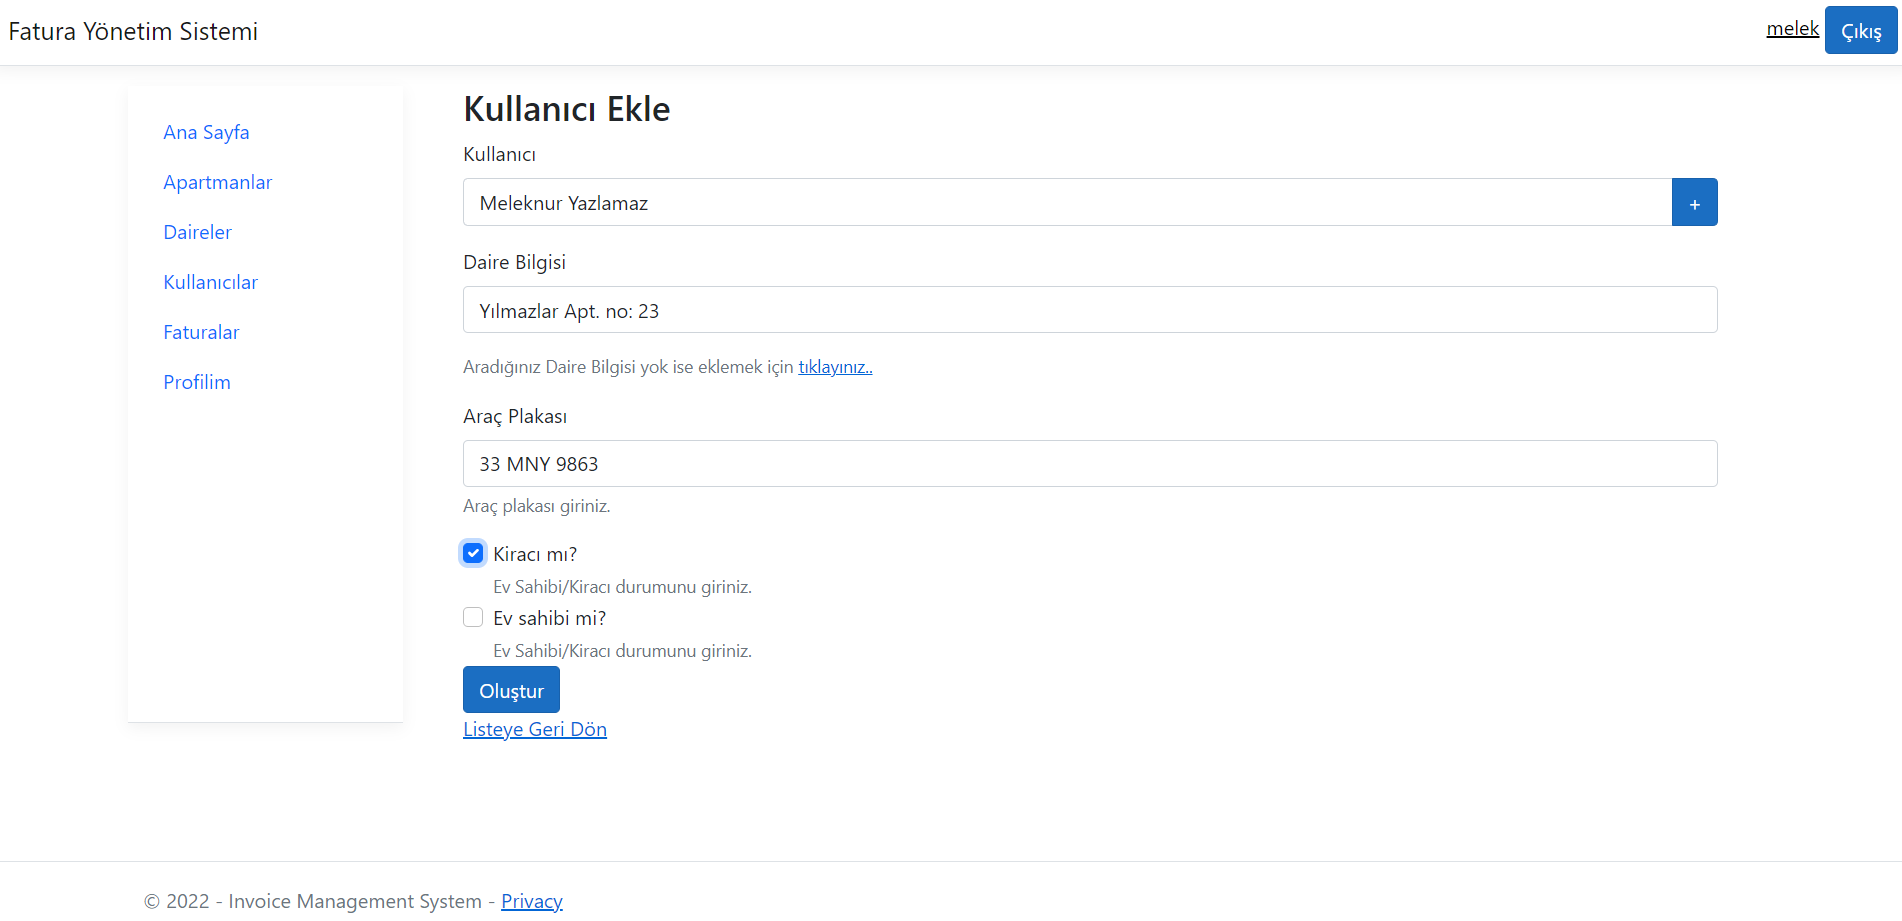 Fatura Yönetim Sistemi
melek
Çıkış
Ana Sayfa
Apartmanlar
Daireler
Kullanıcılar
Faturalar
Profilim
Kullanıcı Ekle
Kullanıcı
Meleknur Yazlamaz
+
Daire Bilgisi
Yılmazlar Apt. no: 23
Aradığınız Daire Bilgisi yok ise eklemek için tıklayınız..
Araç Plakası
33 MNY 9863
Araç plakası giriniz.
Kiracı mı?
Ev Sahibi/Kiracı durumunu giriniz.
Ev sahibi mi?
Ev Sahibi/Kiracı durumunu giriniz.
Oluştur
Listeye Geri Dön
© 2022 - Invoice Management System - Privacy